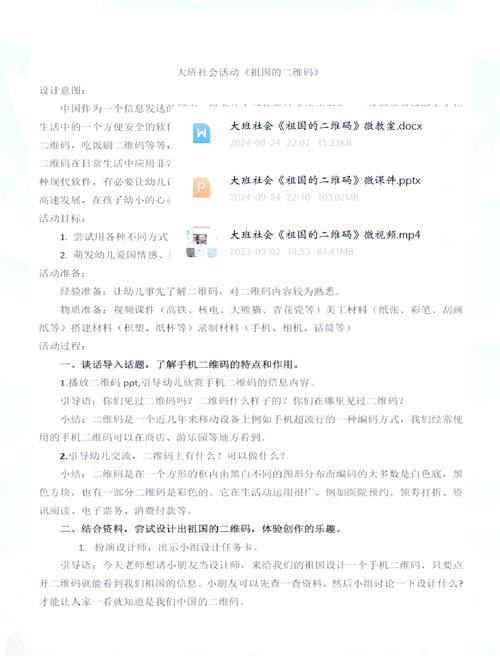 大班社会活动《祖国的二维码》
设计意图:
中国作为一个信息发达的
生活中的一个方便安全的软件
二维码，吃饭刷二维码等等，
二维码在日常生活中应用非常
种现代软件，有必要让幼儿
高速发展，在孩子幼小的心灵
大班社会《祖国的二维码》微教案.docx
2024-09-24 22:07 15.23KB
大班社会《祖国的二维码》微课件.pptx
2024-09-24 22:10 103.02MB
大班社会《祖国的二维码》微视频.mp4
2023-09-02 19:53 81.41MB
活动目标:
1. 尝试用各种不同方式
2. 萌发幼儿爱国情感、
活动准备:
经验准备：让幼儿事先了解二维码，对二维码内容较为熟悉。
物质准备：视频课件（高铁、核电、大熊猫、青花瓷等）美工材料（纸张、彩笔、刮画
纸等）搭建材料（积塑、纸杯等）录制材料（手机、相机，话筒等）
活动过程:
一、谈话导入话题，了解手机二维码的特点和作用。
1.播放二维码 ppt,引导幼儿欣赏手机二维码的信息内容。
引导语：你们见过二维码吗？二维码什么样子的？你们在哪里见过二维码？
小结：二维码是一个近几年来移动设备上例如手机超流行的一种编码方式，我们经常使
用的手机二维码可以在商店、游乐园等地方看到。
2.引导幼儿交流，二维码上有什么？可以做什么？
小结：二维码是在一个方形的框内由黑白不同的图形分布而编码的大多数是白色底，黑
色方块，也有一部分二维码是彩色的。它在生活动运用很广，例如医院预约、领劵打折、资
讯阅读、电子票务、消费付款等。
二、结合资料，尝试设计出祖国的二维码，体验创作的乐趣。
1. 扮演设计师，出示小组设计任务卡。
引导语：今天老师想请小朋友当设计师，来给我们的祖国设计一个手机二维码，只要点
开二维码就能看到我们祖国的信息。小朋友可以先查一查资料，然后小组讨论一下设计什么？
才能让人家一看就知道是我们中国的二维码。